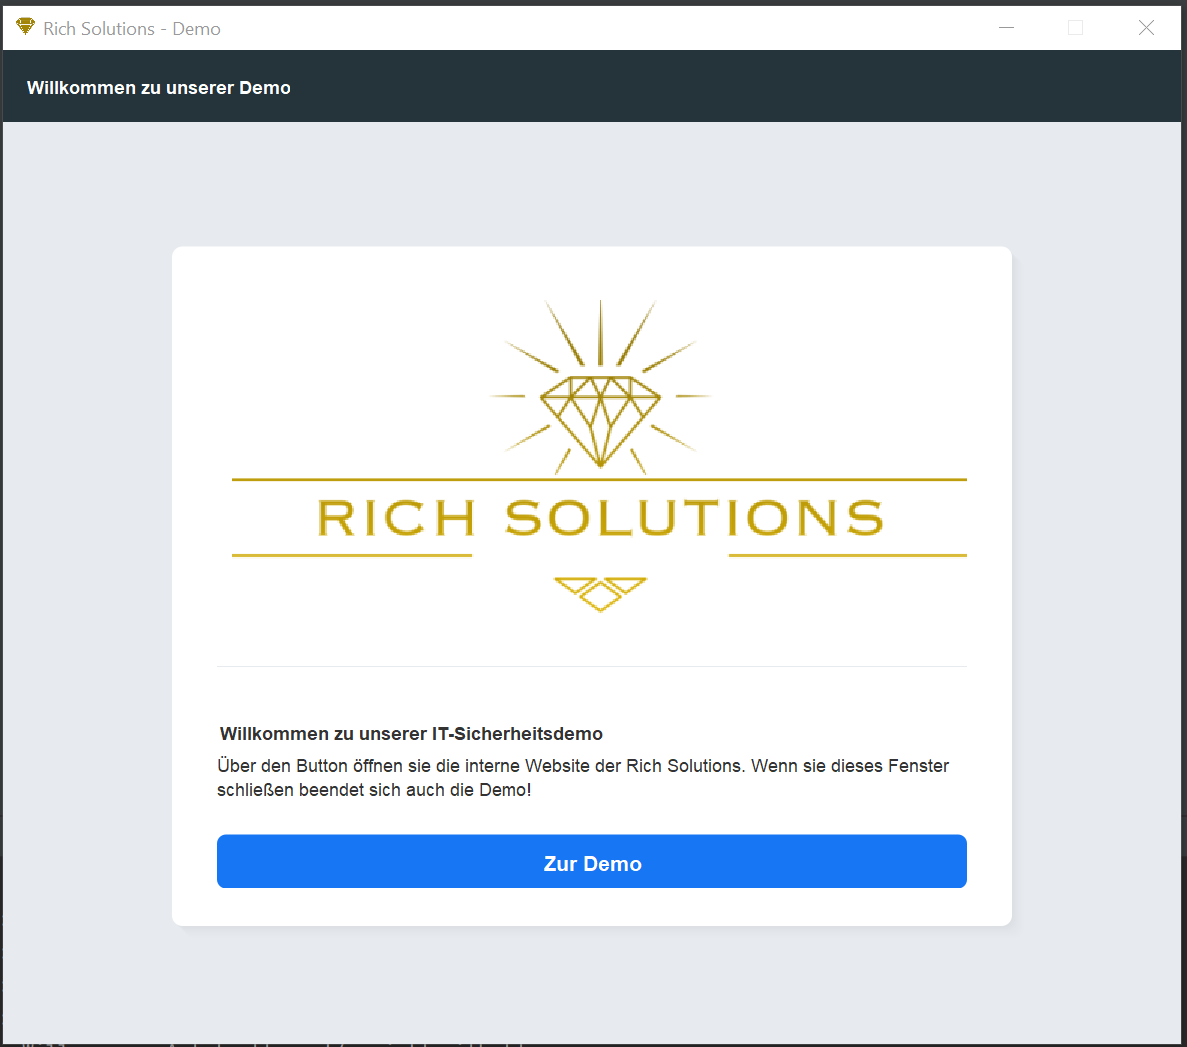 Rich Solutions - Demo
Willkommen zu unserer Demo
RICH SOLUTIONS
Willkommen zu unserer IT-Sicherheitsdemo
Über den Button öffnen sie die interne Website der Rich Solutions. Wenn sie dieses Fenster
schließen beendet sich auch die Demo!
Zur Demo